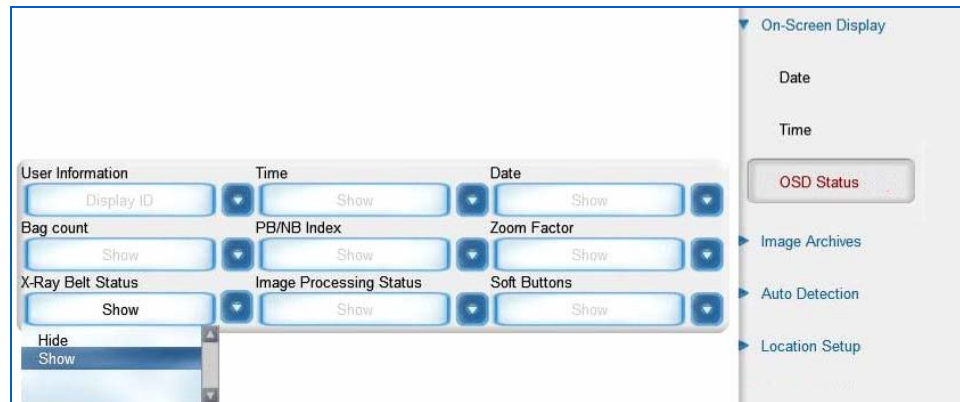 On-Screen Display
Date
Time
OSD Status
Image Archives
Auto Detection
Location Setup
User Information Time Date
Display ID Show Show
Bag count PB/NB Index Zoom Factor
Show Show Show
X-Ray Belt Status Image Processing Status Soft Buttons
Show Show Show
Hide
Show